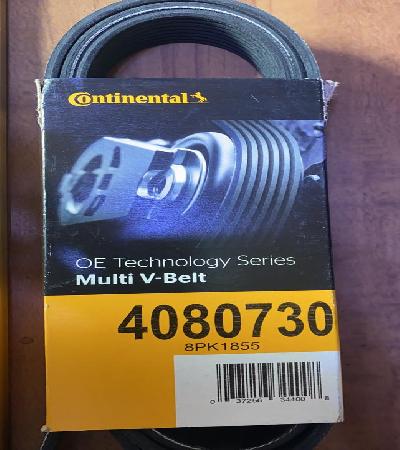 Continental
OE Technology Series
Multi V-Belt
4080730
8PK1855